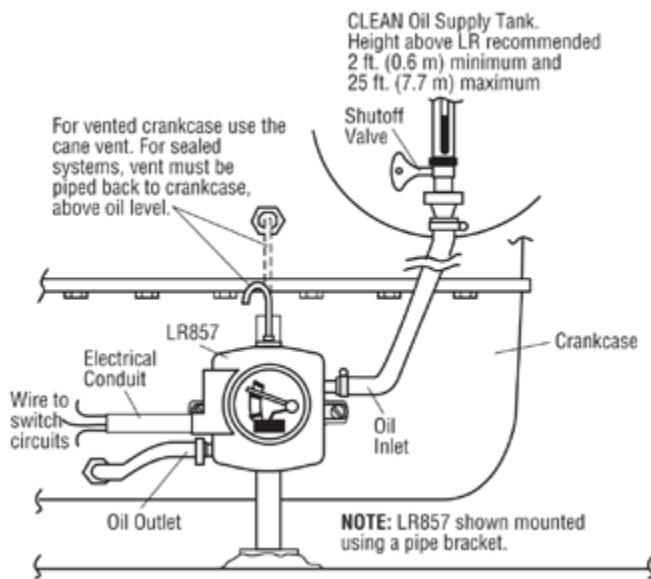 CLEAN Oil Supply Tank.
Height above LR recommended
2 ft. (0.6 m) minimum and
25 ft. (7.7 m) maximum
Shutoff
Valve
For vented crankcase use the
cane vent. For sealed
systems, vent must be
piped back to crankcase,
above oil level.
LR857
Electrical
Conduit
Crankcase
Wire to
switch
circuits
Oil
Inlet
Oil Outlet
NOTE: LR857 shown mounted
using a pipe bracket.